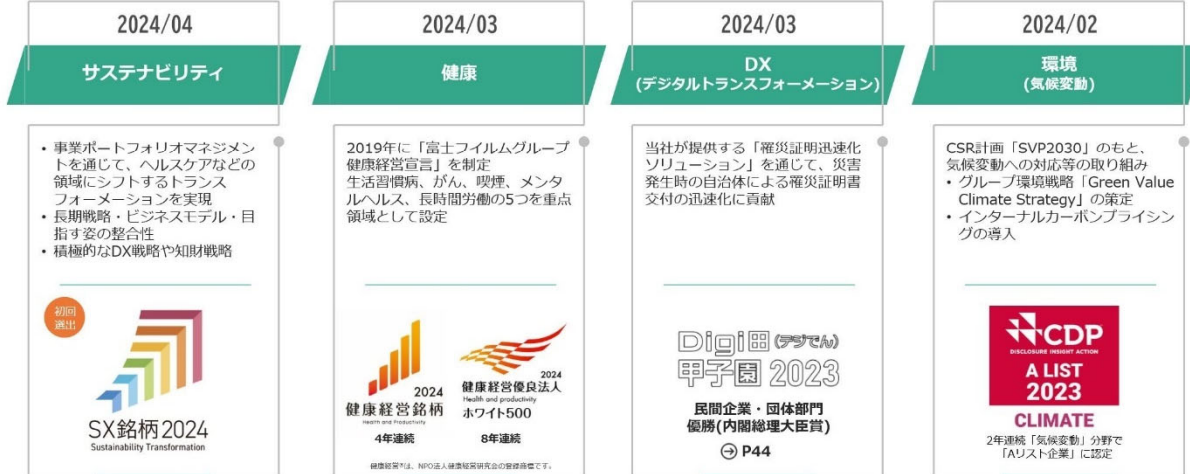 2024/04
サステナビリティ
• 事業ポートフォリオマネジメン
トを通じて、ヘルスケアなどの
領域にシフトするトランス
フォーメーションを実現
• 長期戦略・ビジネスモデル・目
指す姿の整合性
• 積極的なDX戦略や知財戦略
初回
選出
SX銘柄2024
Sustainability Transformation
2024/03
健康
2019年に「富士フイルムグループ
健康経営宣言」を制定
生活習慣病、がん、喫煙、メンタ
ルヘルス、長時間労働の5つを重点
領域として設定
2024
健康経営銘柄
Health and Productivity
4年連続
2024
健康経営優良法人
Health and productivity
ホワイト500
8年連続
健康経営®は、NPO法人健康経営研究会の登録商標です。
2024/03
DX
(デジタルトランスフォーメーション)
当社が提供する「罹災証明迅速化
ソリューション」を通じて、災害
発生時の自治体による罹災証明書
交付の迅速化に貢献
Digi田(デジでん)
甲子園 2023
民間企業・団体部門
優勝(内閣総理大臣賞)
→ P44
2024/02
環境
(気候変動)
CSR計画「SVP2030」のもと、
気候変動への対応等の取り組み
• グループ環境戦略「Green Value
Climate Strategy」の策定
• インターナルカーボンプライシン
グの導入
CDP
DISCLOSURE INSIGHT ACTION
A LIST
2023
CLIMATE
2年連続「気候変動」分野で
「Aリスト企業」に認定